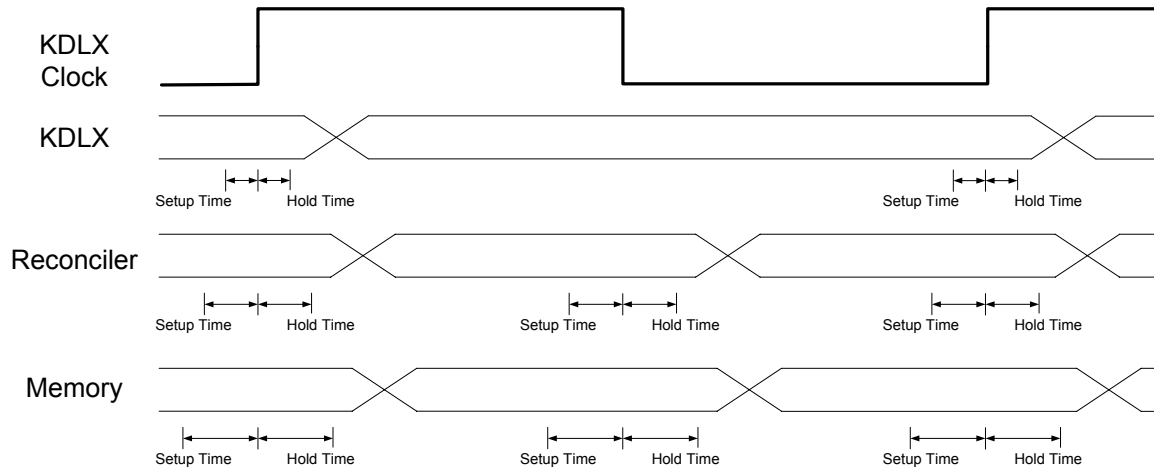 KDLX
Clock
KDLX
Setup Time Hold Time Setup Time Hold Time
Reconciler
Setup Time Hold Time Setup Time Hold Time Setup Time Hold Time
Memory
Setup Time Hold Time Setup Time Hold Time Setup Time Hold Time